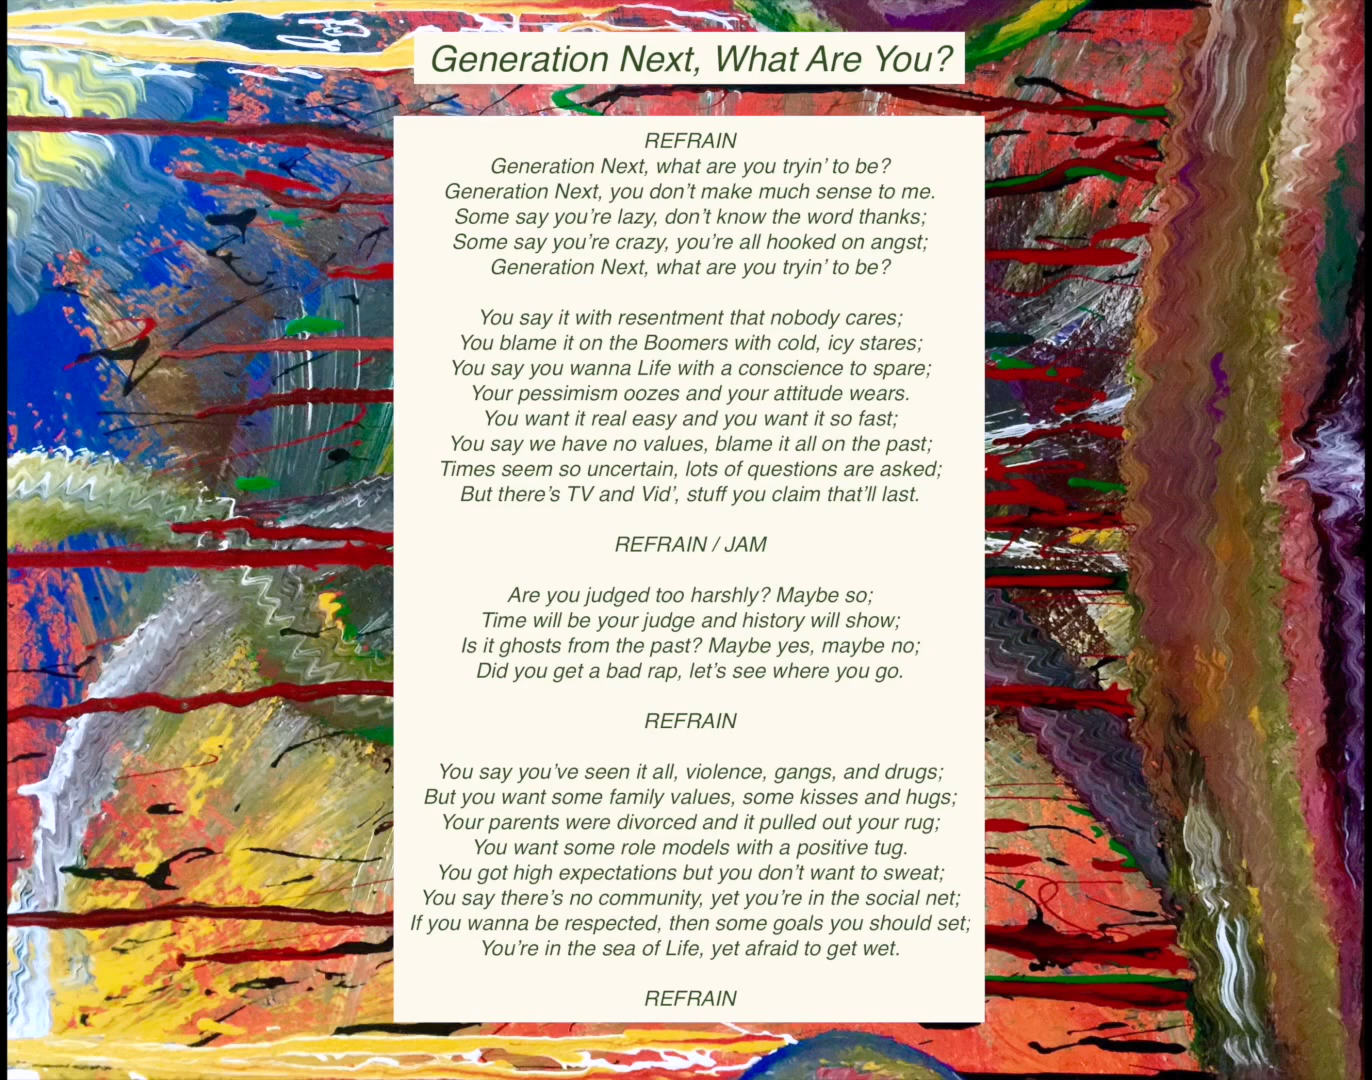 Generation Next, What Are You?
REFRAIN
Generation Next, what are you tryin’ to be?
Generation Next, you don’t make much sense to me.
Some say you’re lazy, don’t know the word thanks;
Some say you’re crazy, you’re all hooked on angst;
Generation Next, what are you tryin’ to be?
You say it with resentment that nobody cares;
You blame it on the Boomers with cold, icy stares;
You say you wanna Life with a conscience to spare;
Your pessimism oozes and your attitude wears.
You want it real easy and you want it so fast;
You say we have no values, blame it all on the past;
Times seem so uncertain, lots of questions are asked;
But there’s TV and Vid’, stuff you claim that’ll last.
REFRAIN / JAM
Are you judged too harshly? Maybe so;
Time will be your judge and history will show;
Is it ghosts from the past? Maybe yes, maybe no;
Did you get a bad rap, let’s see where you go.
REFRAIN
You say you’ve seen it all, violence, gangs, and drugs;
But you want some family values, some kisses and hugs;
Your parents were divorced and it pulled out your rug;
You want some role models with a positive tug.
You got high expectations but you don’t want to sweat;
You say there’s no community, yet you’re in the social net;
If you wanna be respected, then some goals you should set;
You’re in the sea of Life, yet afraid to get wet.
REFRAIN